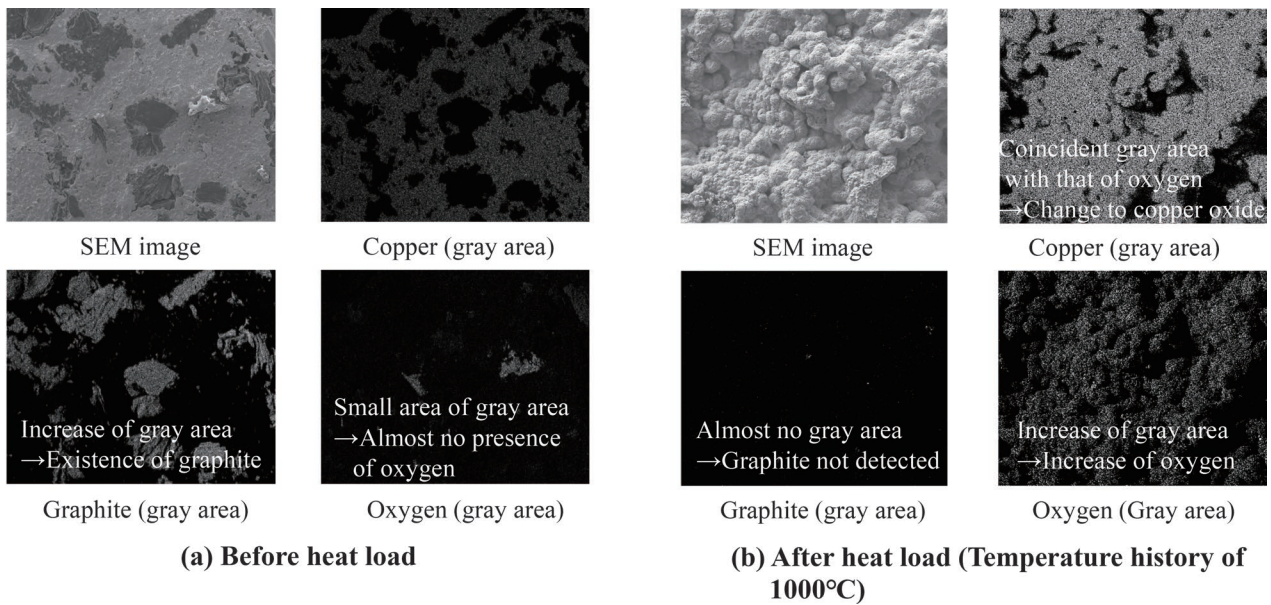 SEM image
Copper (gray area)
Increase of gray area
→Existence of graphite
Small area of gray area
→Almost no presence
of oxygen
Graphite (gray area)
Oxygen (gray area)
(a) Before heat load
SEM image
Coincident gray area
with that of oxygen
→Change to copper oxide
Copper (gray area)
Almost no gray area
→Graphite not detected
Increase of gray area
→Increase of oxygen
Graphite (gray area)
Oxygen (Gray area)
(b) After heat load (Temperature history of
1000°C)